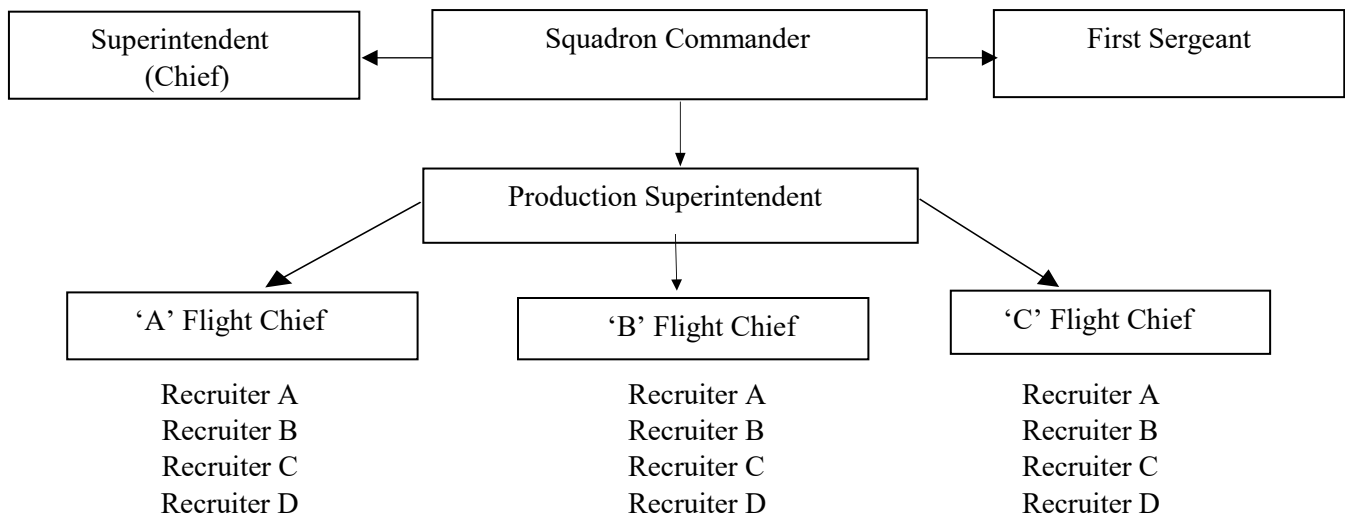 Superintendent
(Chief)
Squadron Commander
First Sergeant
Production Superintendent
‘A’ Flight Chief
‘B’ Flight Chief
‘C’ Flight Chief
Recruiter A
Recruiter B
Recruiter C
Recruiter D
Recruiter A
Recruiter B
Recruiter C
Recruiter D
Recruiter A
Recruiter B
Recruiter C
Recruiter D